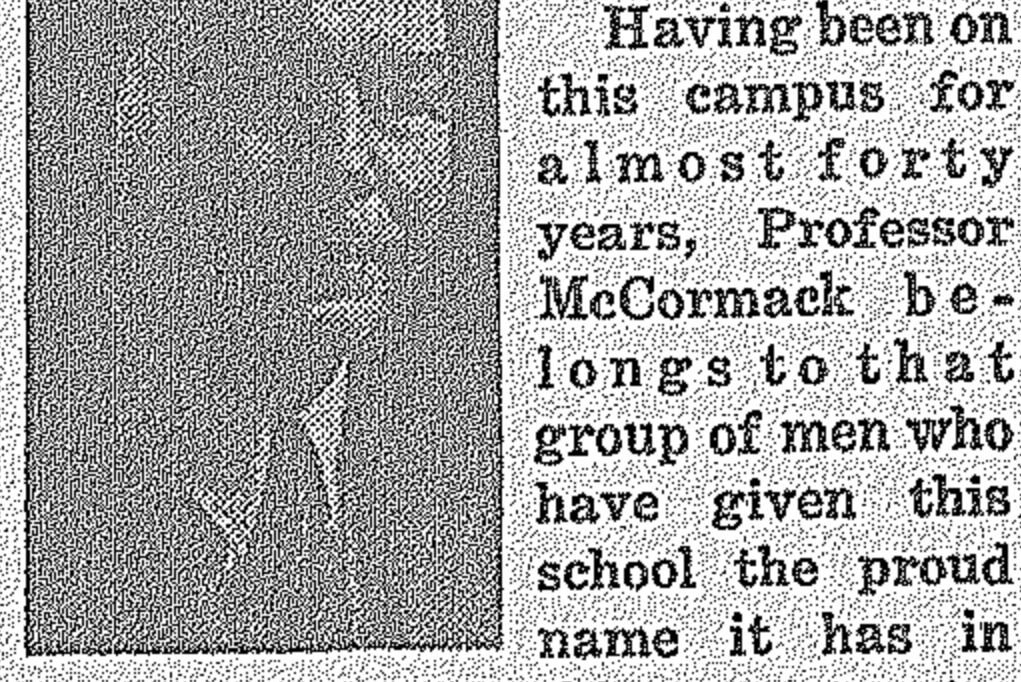 Having been on
this campus for
almost forty
years, Professor
McCormack be-
longs to that
group of men who
have given this
school the proud
name it has in